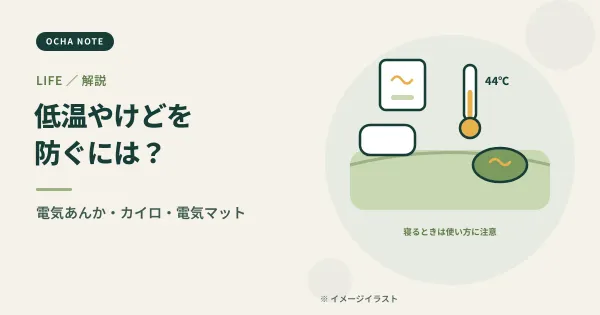 OCHA NOTE
LIFE ／ 解説
低温やけどを
防ぐには？
電気あんか・カイロ・電気マット
44℃
寝るときは使い方に注意
※ イメージイラスト